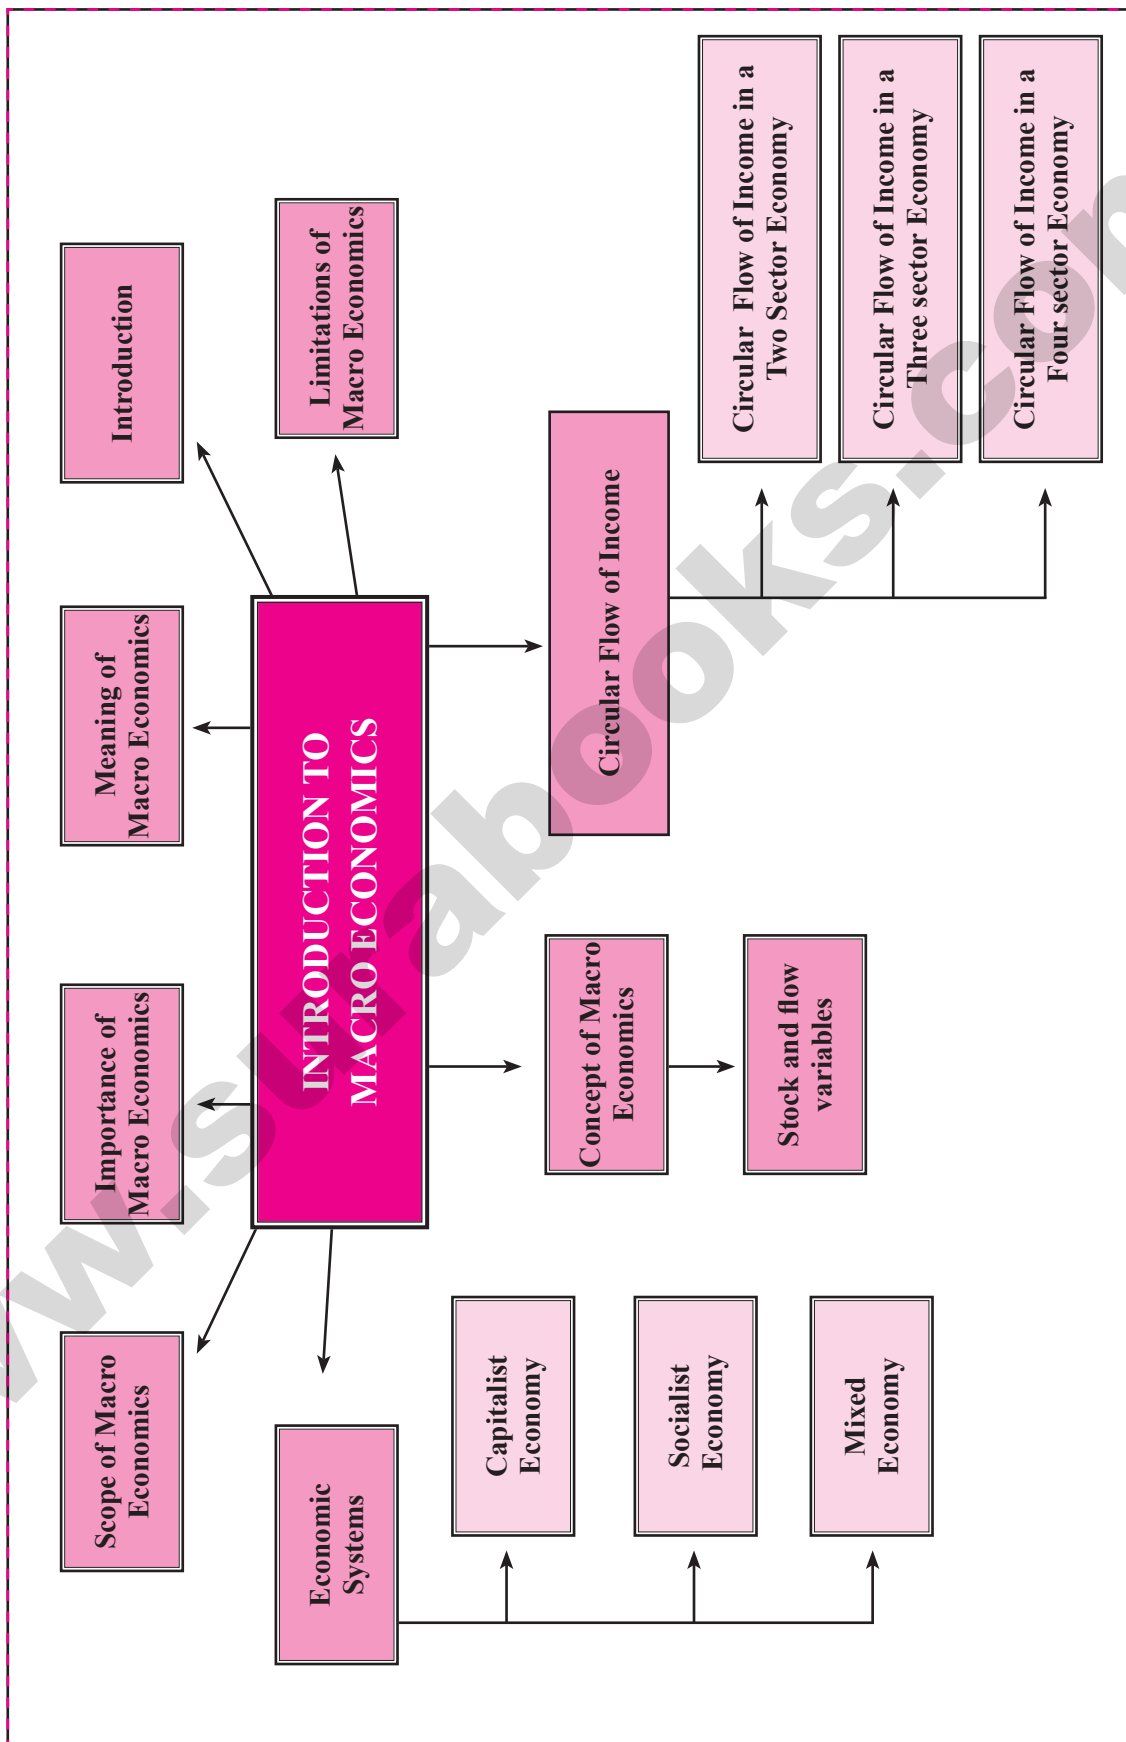 Scope of Macro
Economics
Importance of
Macro Economics
Meaning of
Macro Economics
Introduction
Economic
Systems
INTRODUCTION TO
MACRO ECONOMICS
Limitations of
Macro Economics
Capitalist
Economy
Socialist
Economy
Mixed
Economy
Concept of Macro
Economics
Stock and flow
variables
Circular Flow of Income
Circular Flow of Income in a
Two Sector Economy
Circular Flow of Income in a
Three sector Economy
Circular Flow of Income in a
Four sector Economy
w.surabooks.com